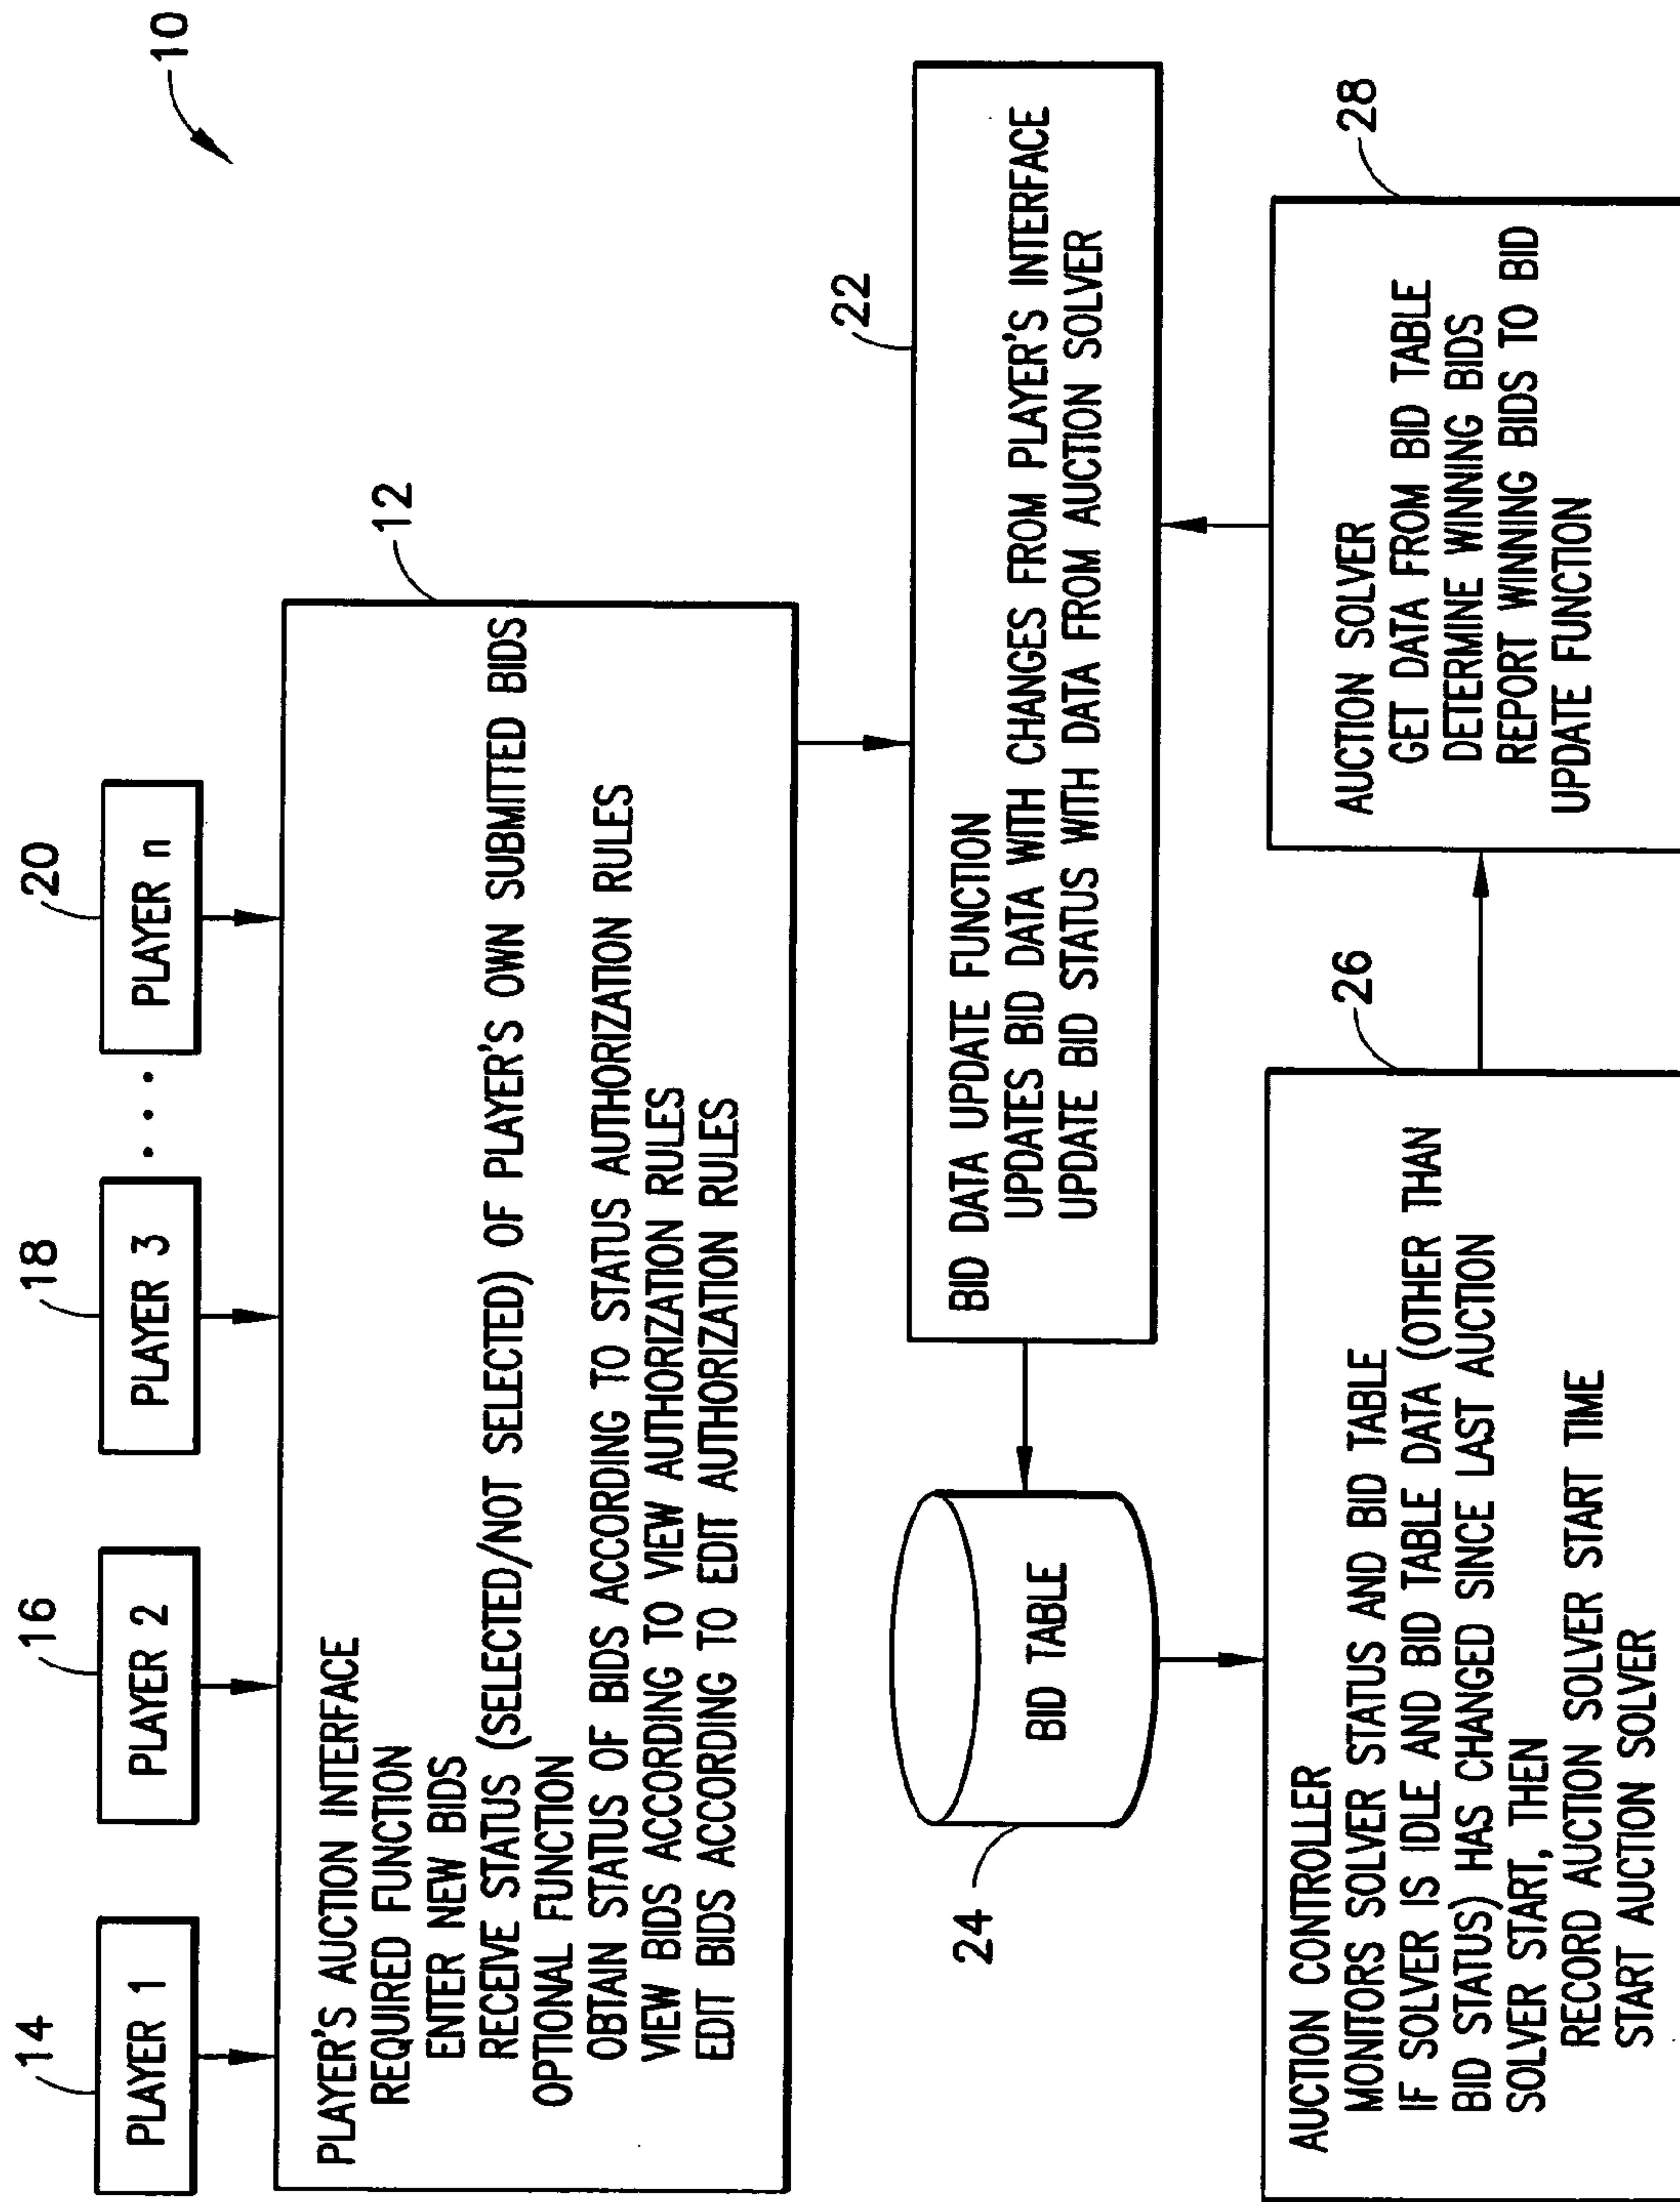 10
14
16
18
20
PLAYER 1
PLAYER 2
PLAYER 3
• • •
PLAYER n
12
PLAYER'S AUCTION INTERFACE
REQUIRED FUNCTION
ENTER NEW BIDS
RECEIVE STATUS (SELECTED/NOT SELECTED) OF PLAYER'S OWN SUBMITTED BIDS
OPTIONAL FUNCTION
OBTAIN STATUS OF BIDS ACCORDING TO STATUS AUTHORIZATION RULES
VIEW BIDS ACCORDING TO VIEW AUTHORIZATION RULES
EDIT BIDS ACCORDING TO EDIT AUTHORIZATION RULES
22
BID DATA UPDATE FUNCTION
UPDATES BID DATA WITH CHANGES FROM PLAYER'S INTERFACE
UPDATE BID STATUS WITH DATA FROM AUCTION SOLVER
BID TABLE
24
26
AUCTION CONTROLLER
MONITORS SOLVER STATUS AND BID TABLE
IF SOLVER IS IDLE AND BID TABLE DATA (OTHER THAN
BID STATUS) HAS CHANGED SINCE LAST AUCTION
SOLVER START, THEN
RECORD AUCTION SOLVER START TIME
START AUCTION SOLVER
28
AUCTION SOLVER
GET DATA FROM BID TABLE
DETERMINE WINNING BIDS
REPORT WINNING BIDS TO BID
UPDATE FUNCTION